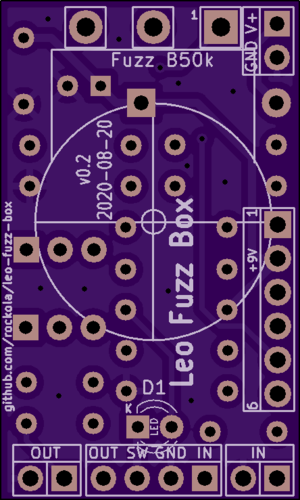 1
Fuzz B50k
GND V+
v0.2
2020-08-20
Leo Fuzz Box
github.com/rockola/leo-fuzz-box
1
+9V
6
D1
K
LED
OUT
OUT SW GND IN
IN